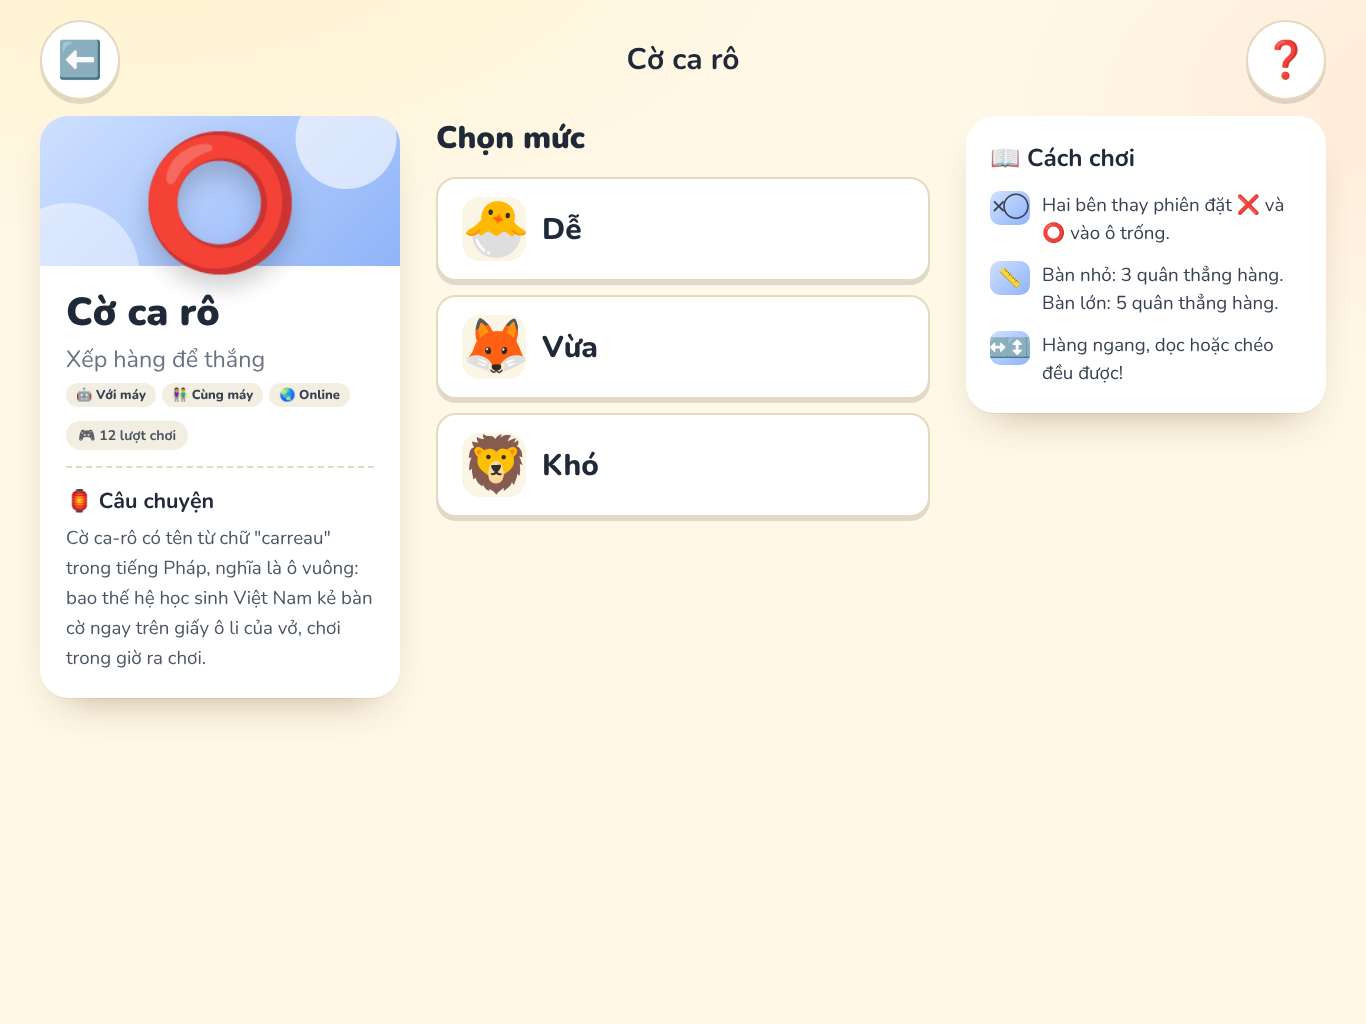 Cờ ca rô
Cờ ca rô
Xếp hàng để thắng
Với máy
Cùng máy
Online
12 lượt chơi
Câu chuyện
Cờ ca-rô có tên từ chữ "carreau"
trong tiếng Pháp, nghĩa là ô vuông:
bao thế hệ học sinh Việt Nam kẻ bàn
cờ ngay trên giấy ô li của vở, chơi
trong giờ ra chơi.
Chọn mức
Dễ
Vừa
Khó
Cách chơi
Hai bên thay phiên đặt ❌ và
⭕ vào ô trống.
Bàn nhỏ: 3 quân thẳng hàng.
Bàn lớn: 5 quân thẳng hàng.
Hàng ngang, dọc hoặc chéo
đều được!